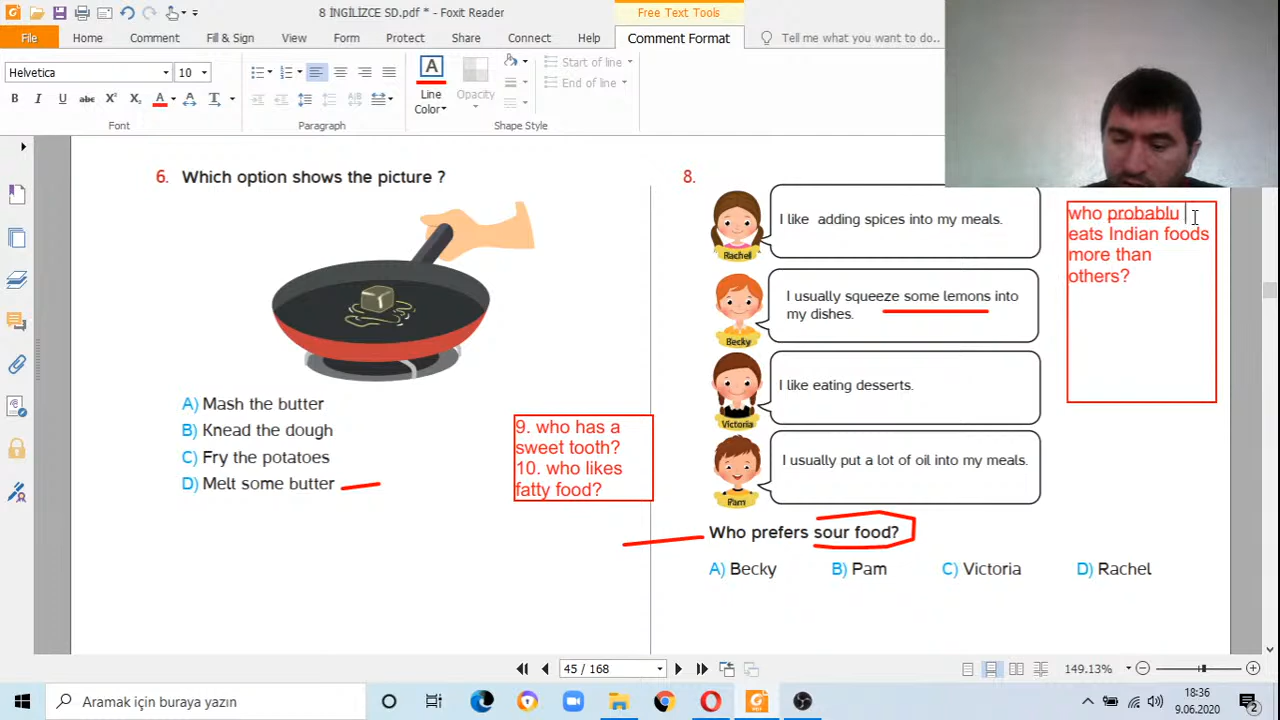 8 İNGİLİZCE SD.pdf * - Foxit Reader
Free Text Tools
File
Home
Comment
Fill & Sign
View
Form
Protect
Share
Connect
Help
Comment Format
Tell me what you want to do..
Helvetica
10
Start of line
End of line
Line
Color
Opacity
Font
Paragraph
Shape Style
6. Which option shows the picture ?
A) Mash the butter
B) Knead the dough
C) Fry the potatoes
D) Melt some butter
9. who has a
sweet tooth?
10. who likes
fatty food?
8.
I like adding spices into my meals.
Rachel
I usually squeeze some lemons into
my dishes.
Becky
I like eating desserts.
Victoria
I usually put a lot of oil into my meals.
Pam
Who prefers sour food?
A) Becky
B) Pam
C) Victoria
D) Rachel
who probablu
eats Indian foods
more than
others?
45 / 168
149.13%
Aramak için buraya yazın
18:36
9.06.2020
2